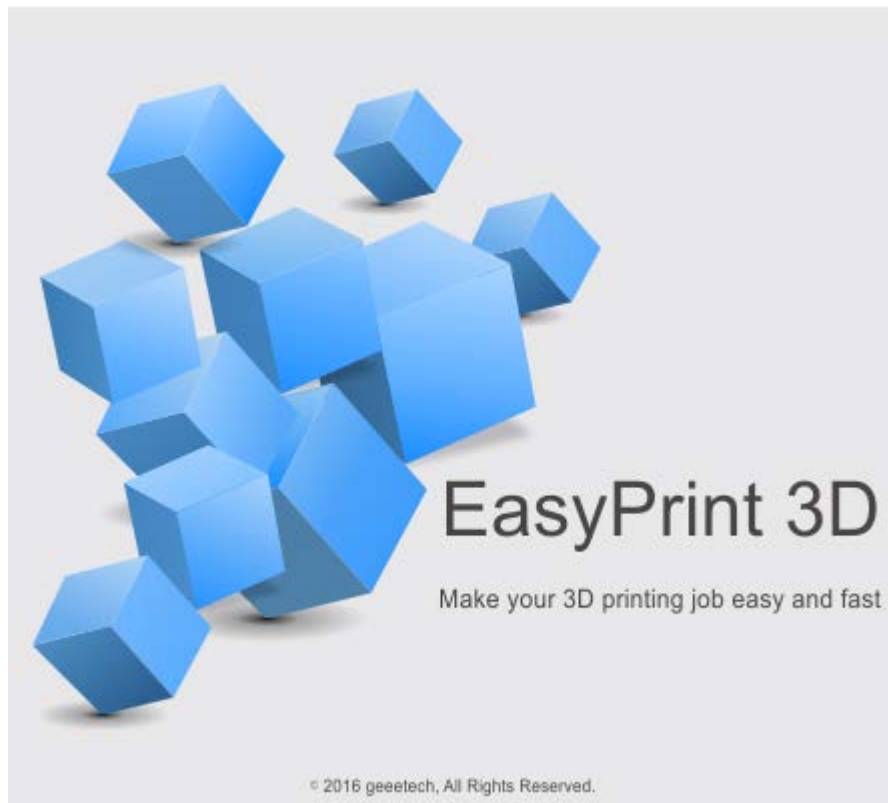 EasyPrint 3D
Make your 3D printing job easy and fast
© 2016 geeetech, All Rights Reserved.